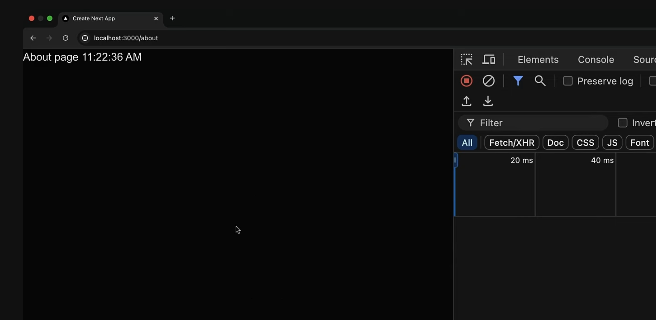 Create Next App
localhost:3000/about
About page 11:22:36 AM
Elements Console Sour
Preserve log
Filter Invert
All Fetch/XHR Doc CSS JS Font
20 ms 40 ms